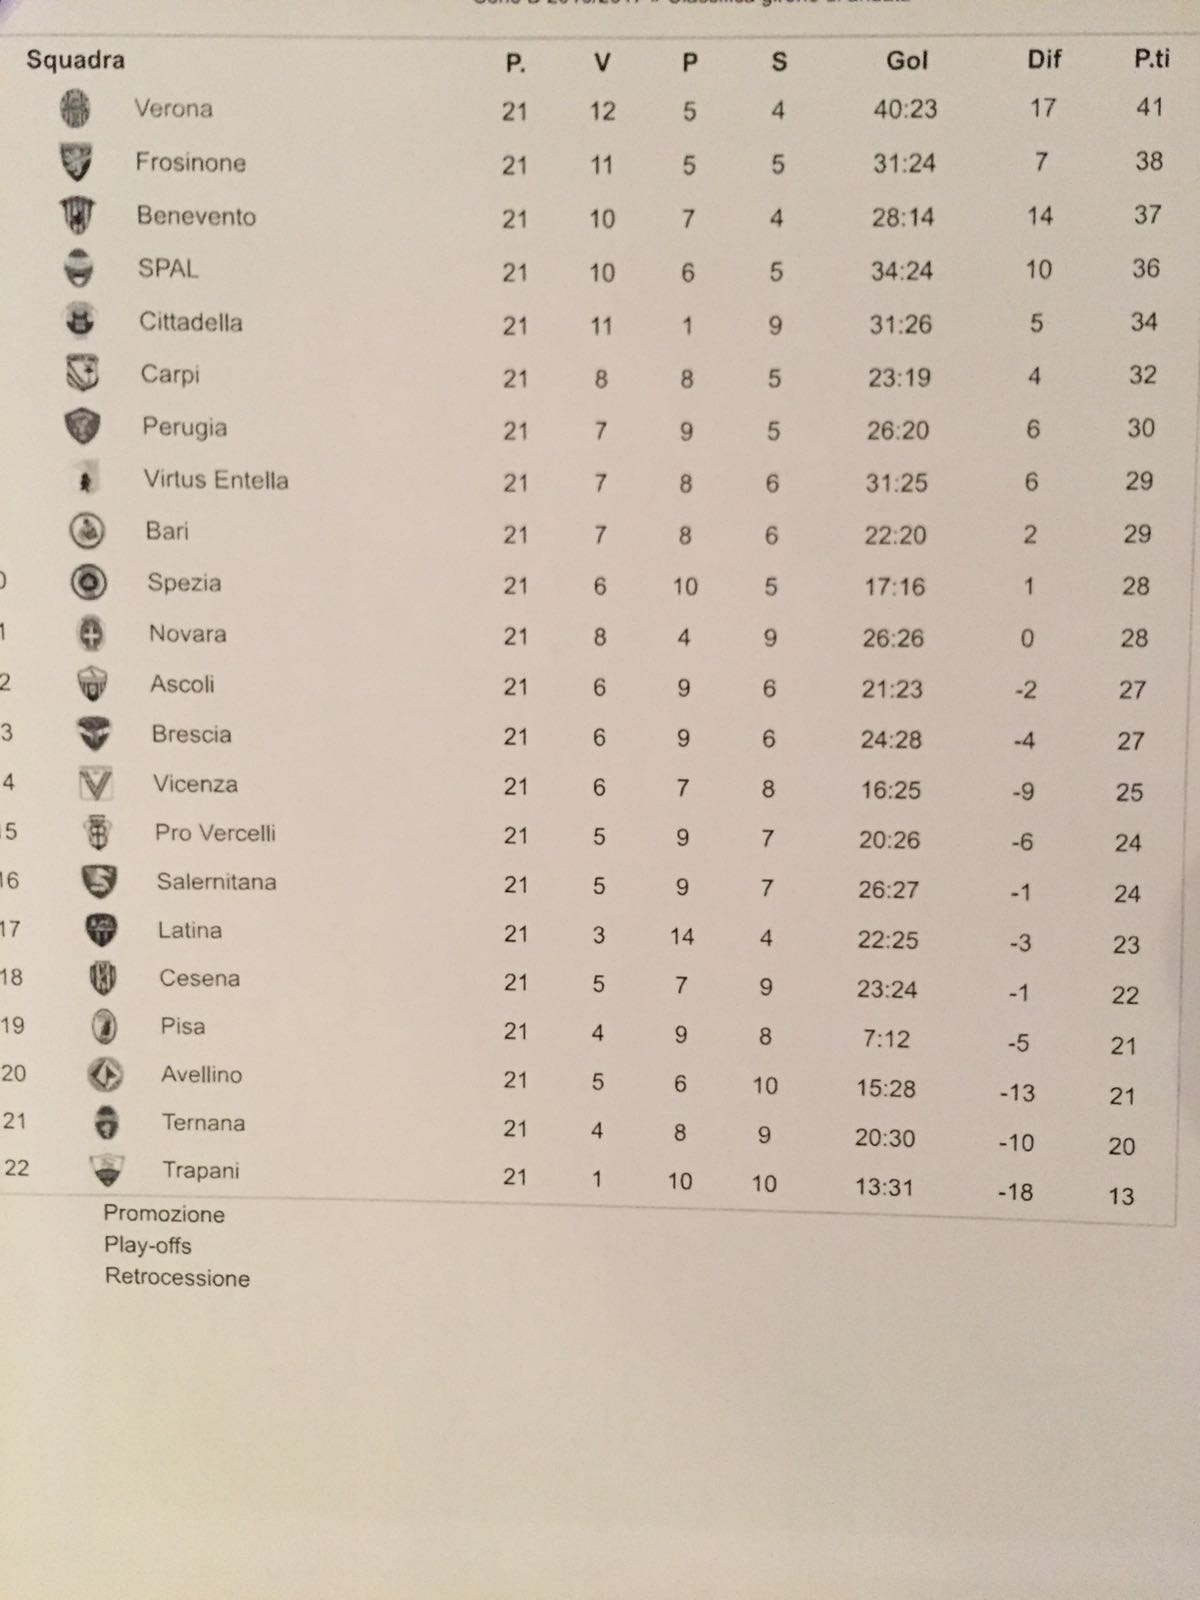 Squadra P. V P S Gol Dif P.ti
Verona 21 12 5 4 40:23 17 41
Frosinone 21 11 5 5 31:24 7 38
Benevento 21 10 7 4 28:14 14 37
SPAL 21 10 6 5 34:24 10 36
Cittadella 21 11 1 9 31:26 5 34
Carpi 21 8 8 5 23:19 4 32
Perugia 21 7 9 5 26:20 6 30
Virtus Entella 21 7 8 6 31:25 6 29
Bari 21 7 8 6 22:20 2 29
0 Spezia 21 6 10 5 17:16 1 28
1 Novara 21 8 4 9 26:26 0 28
2 Ascoli 21 6 9 6 21:23 -2 27
3 Brescia 21 6 9 6 24:28 -4 27
4 Vicenza 21 6 7 8 16:25 -9 25
15 Pro Vercelli 21 5 9 7 20:26 -6 24
16 Salernitana 21 5 9 7 26:27 -1 24
17 Latina 21 3 14 4 22:25 -3 23
18 Cesena 21 5 7 9 23:24 -1 22
19 Pisa 21 4 9 8 7:12 -5 21
20 Avellino 21 5 6 10 15:28 -13 21
21 Ternana 21 4 8 9 20:30 -10 20
22 Trapani 21 1 10 10 13:31 -18 13
Promozione
Play-offs
Retrocessione